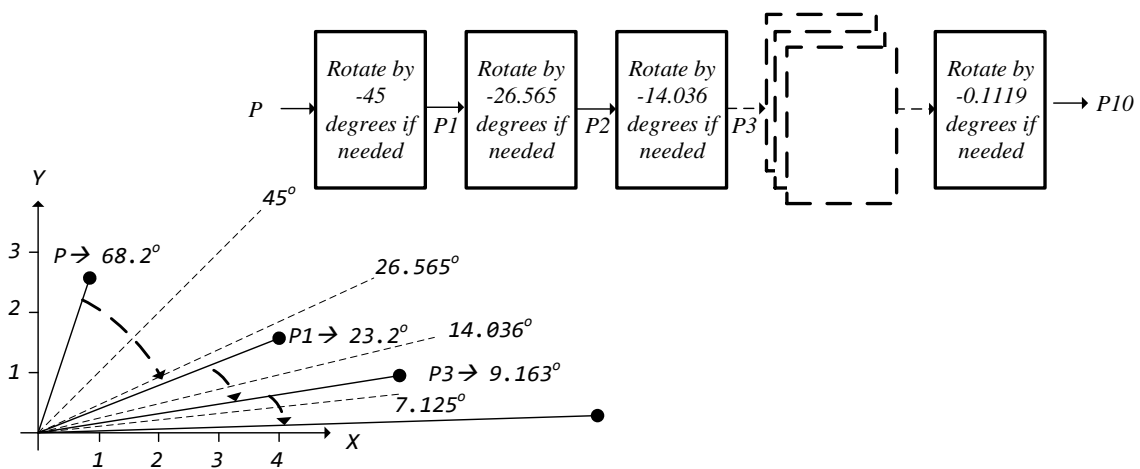 Rotate by
-45
degrees if
needed
Rotate by
-26.565
degrees if
needed
Rotate by
-14.036
degrees if
needed
Rotate by
-0.1119
degrees if
needed
P
P1
P2
P3
P10
Y
45°
3
P→ 68.2°
26.565°
2
P1→ 23.2°
14.036°
1
P3→ 9.163°
7.125°
X
1 2 3 4